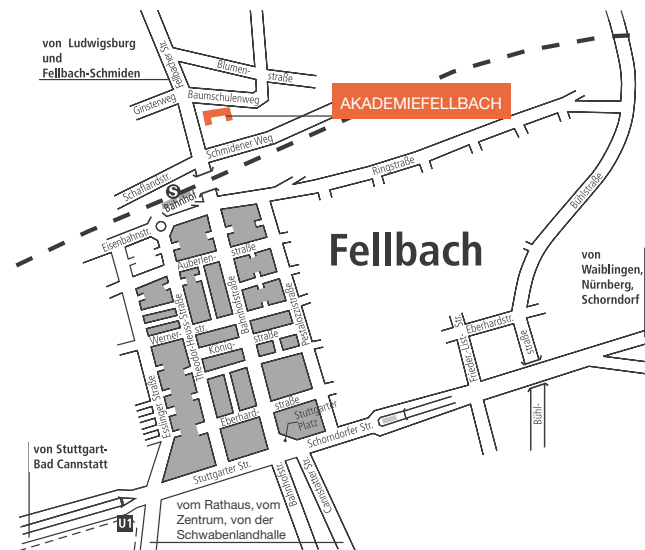 von Ludwigsburg
und
Fellbach-Schmiden
Fellbacher Str.
Blumen-
straße
Ginsterweg
Baumschulenweg
AKADEMIEFELLBACH
Schmidener Weg
Schaflandstr.
S
Bahnhof
Ringstraße
Bühlstraße
Eisenbahnstr.
Auberlen-
straße
Fellbach
von
Waiblingen,
Nürnberg,
Schorndorf
Theodor-Heuss-Straße
Bahnhofstraße
Pestalozzistraße
Werner-
str.
König-
straße
Esslinger Straße
Frieder.-List-
Str.
Eberhardstr.
straße
Bühl-
Eberhard-
straße
Stuttgarter
Platz
Schorndorfer Str.
von Stuttgart-
Bad Cannstatt
Stuttgarter Str.
Bahnhofstr.
Cannstatter Str.
U1
vom Rathaus, vom
Zentrum, von der
Schwabenlandhalle